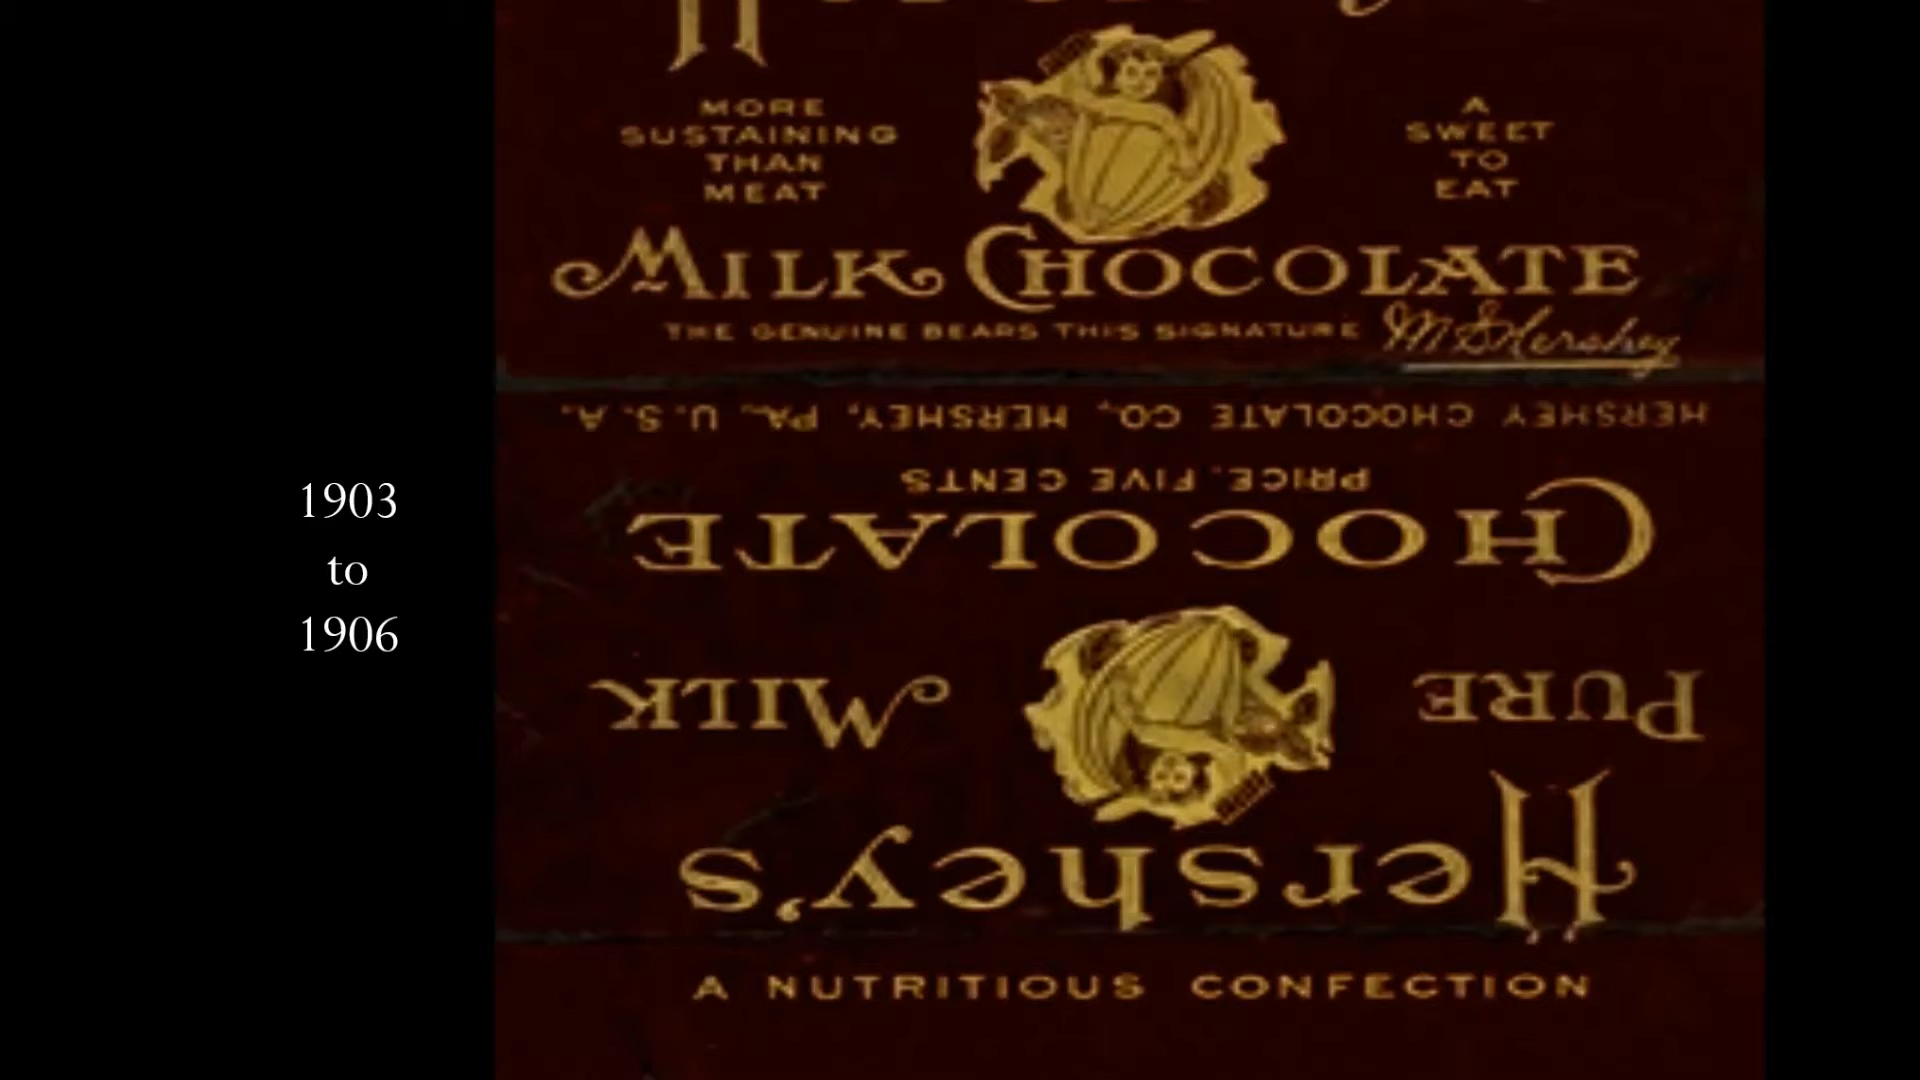 1903
to
1906
MORE
SUSTAINING
THAN
MEAT
A
SWEET
TO
EAT
MILK CHOCOLATE
THE GENUINE BEARS THIS SIGNATURE M S Hershey
Hershey's
PURE MILK
CHOCOLATE
PRICE, FIVE CENTS
HERSHEY CHOCOLATE CO., HERSHEY, PA., U.S.A.
A NUTRITIOUS CONFECTION